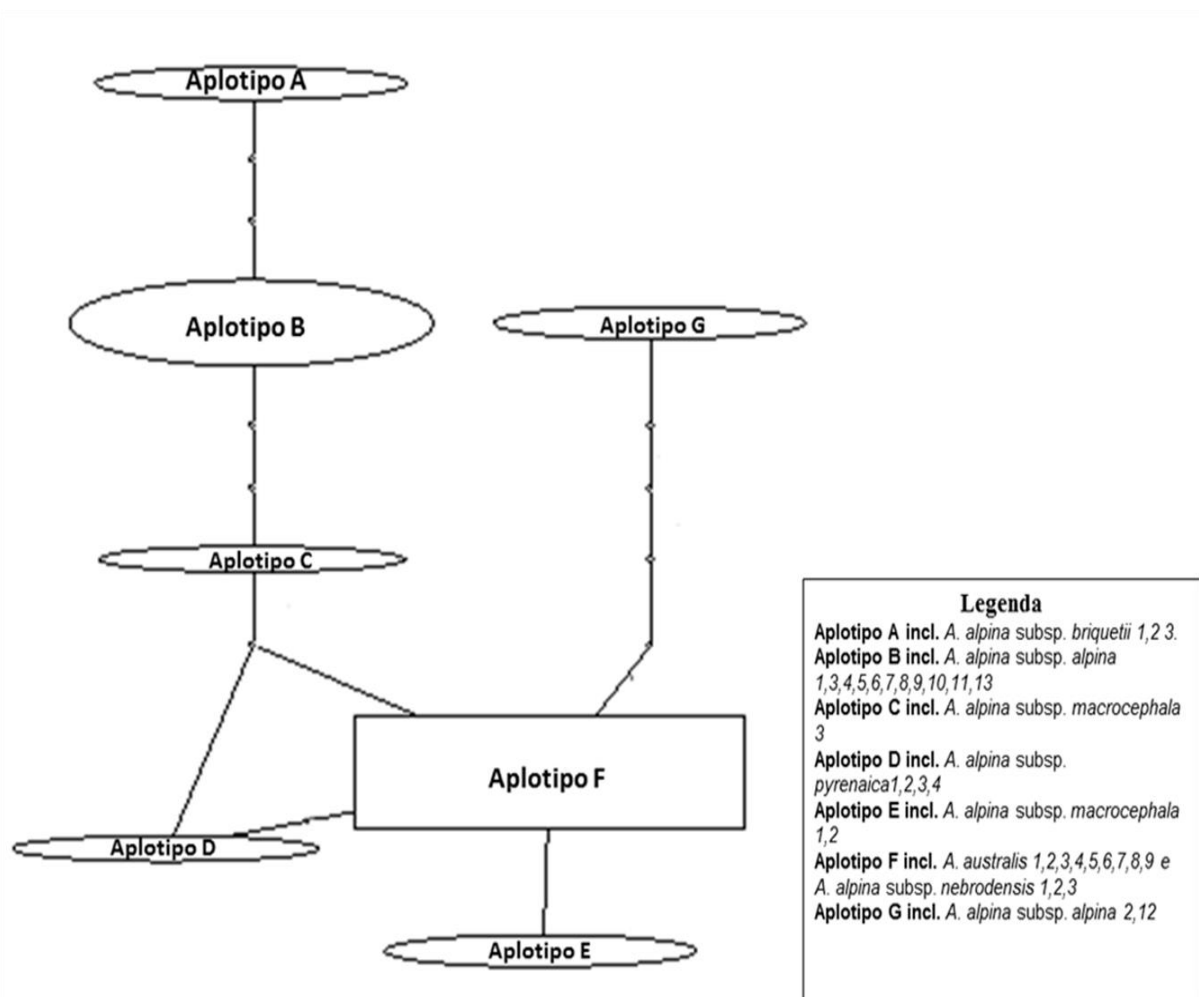 Aplotipo A
Aplotipo B
Aplotipo G
Aplotipo C
Aplotipo F
Aplotipo D
Aplotipo E
Legenda
Aplotipo A incl. A. alpina subsp. briquetii 1,2 3.
Aplotipo B incl. A. alpina subsp. alpina
1,3,4,5,6,7,8,9,10,11,13
Aplotipo C incl. A. alpina subsp. macrocephala
3
Aplotipo D incl. A. alpina subsp.
pyrenaica1,2,3,4
Aplotipo E incl. A. alpina subsp. macrocephala
1,2
Aplotipo F incl. A. australis 1,2,3,4,5,6,7,8,9 e
A. alpina subsp. nebrodensis 1,2,3
Aplotipo G incl. A. alpina subsp. alpina 2,12